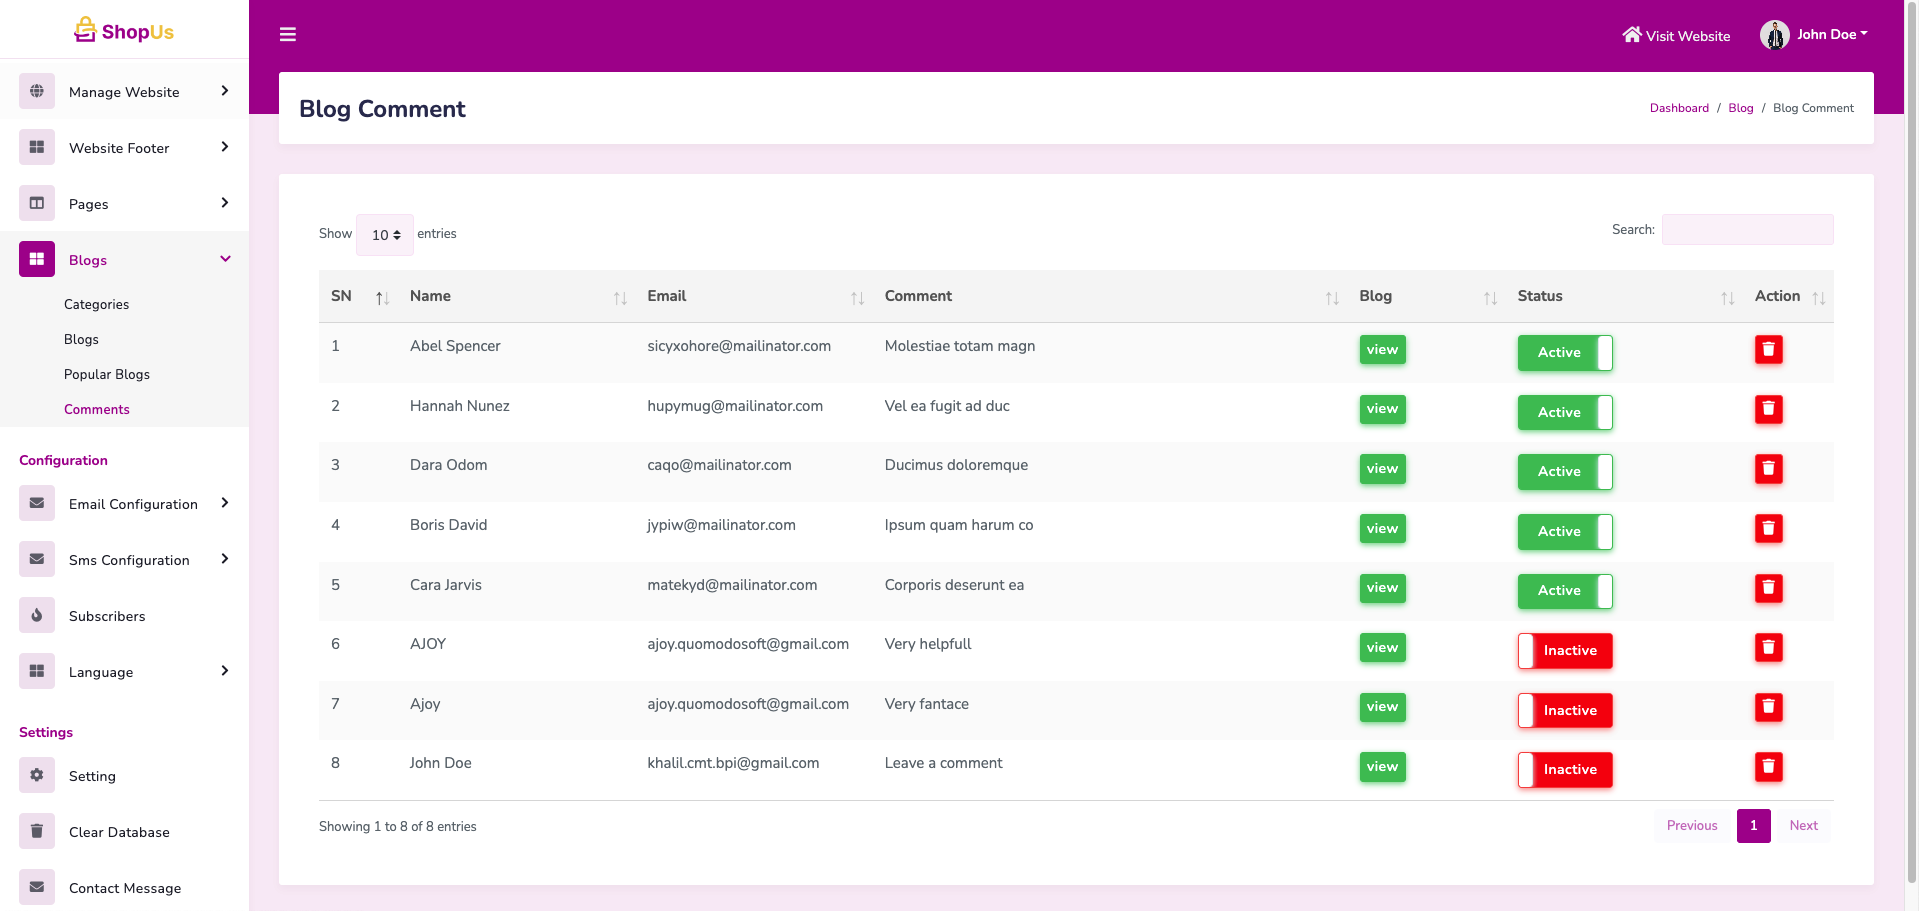 ShopUs
Visit Website
John Doe
Manage Website
Website Footer
Pages
Blogs
Categories
Blogs
Popular Blogs
Comments
Configuration
Email Configuration
Sms Configuration
Subscribers
Language
Settings
Setting
Clear Database
Contact Message
Blog Comment
Dashboard / Blog / Blog Comment
Show 10 entries
Search:
SN Name Email Comment Blog Status Action
1 Abel Spencer sicyxohore@mailinator.com Molestiae totam magn view Active
2 Hannah Nunez hupymug@mailinator.com Vel ea fugit ad duc view Active
3 Dara Odom caqo@mailinator.com Ducimus doloremque view Active
4 Boris David jypiw@mailinator.com Ipsum quam harum co view Active
5 Cara Jarvis matekyd@mailinator.com Corporis deserunt ea view Active
6 AJOY ajoy.quomodosoft@gmail.com Very helpfull view Inactive
7 Ajoy ajoy.quomodosoft@gmail.com Very fantace view Inactive
8 John Doe khalil.cmt.bpi@gmail.com Leave a comment view Inactive
Showing 1 to 8 of 8 entries
Previous 1 Next